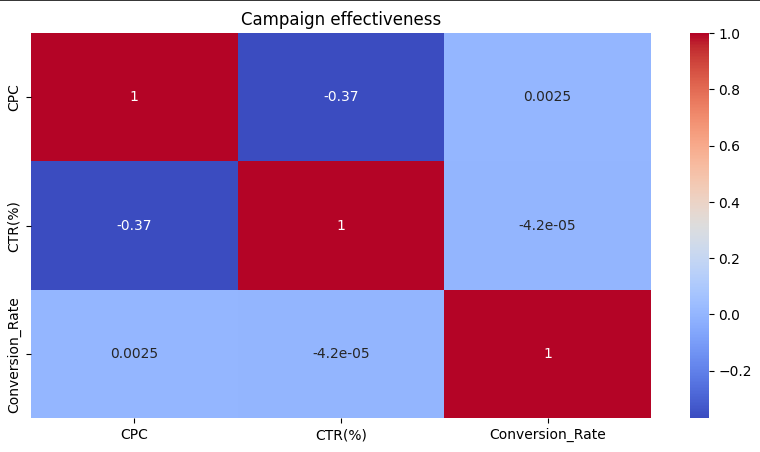 Campaign effectiveness
CPC
1
-0.37
0.0025
CTR(%)
-0.37
1
-4.2e-05
Conversion_Rate
0.0025
-4.2e-05
1
CPC
CTR(%)
Conversion_Rate
1.0
0.8
0.6
0.4
0.2
0.0
−0.2